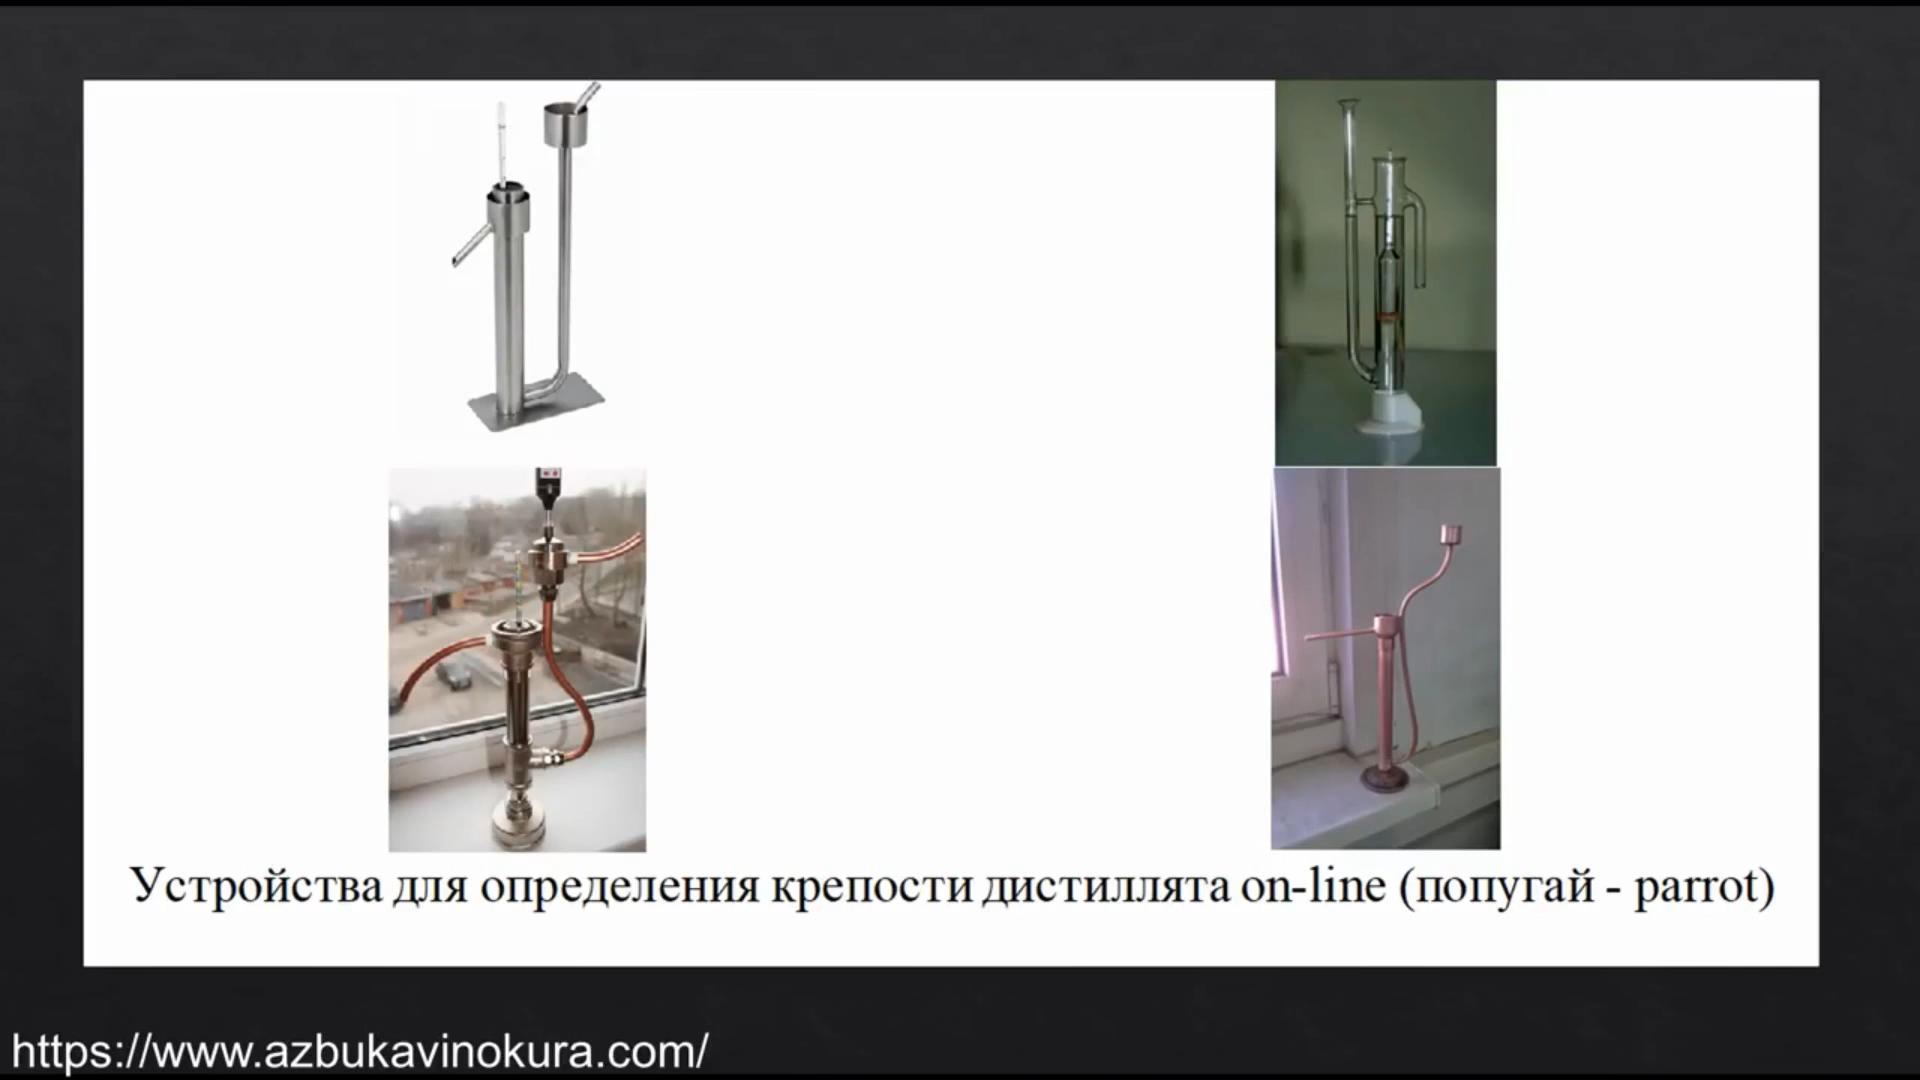 Устройства для определения крепости дистиллята on-line (попугай - parrot)
https://www.azbukavinokura.com/